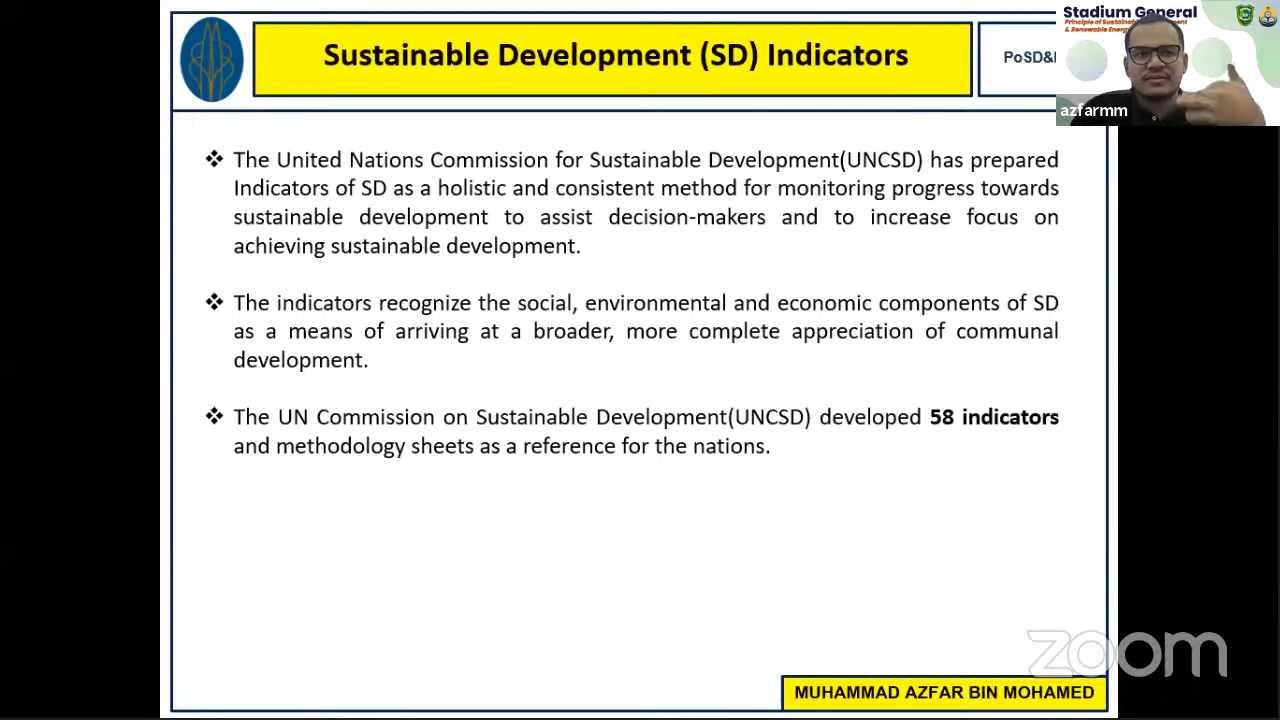 Sustainable Development (SD) Indicators
PoSD&
Stadium General
azfarmm
❖ The United Nations Commission for Sustainable Development(UNCSD) has prepared
Indicators of SD as a holistic and consistent method for monitoring progress towards
sustainable development to assist decision-makers and to increase focus on
achieving sustainable development.
❖ The indicators recognize the social, environmental and economic components of SD
as a means of arriving at a broader, more complete appreciation of communal
development.
❖ The UN Commission on Sustainable Development(UNCSD) developed 58 indicators
and methodology sheets as a reference for the nations.
zoom
MUHAMMAD AZFAR BIN MOHAMED